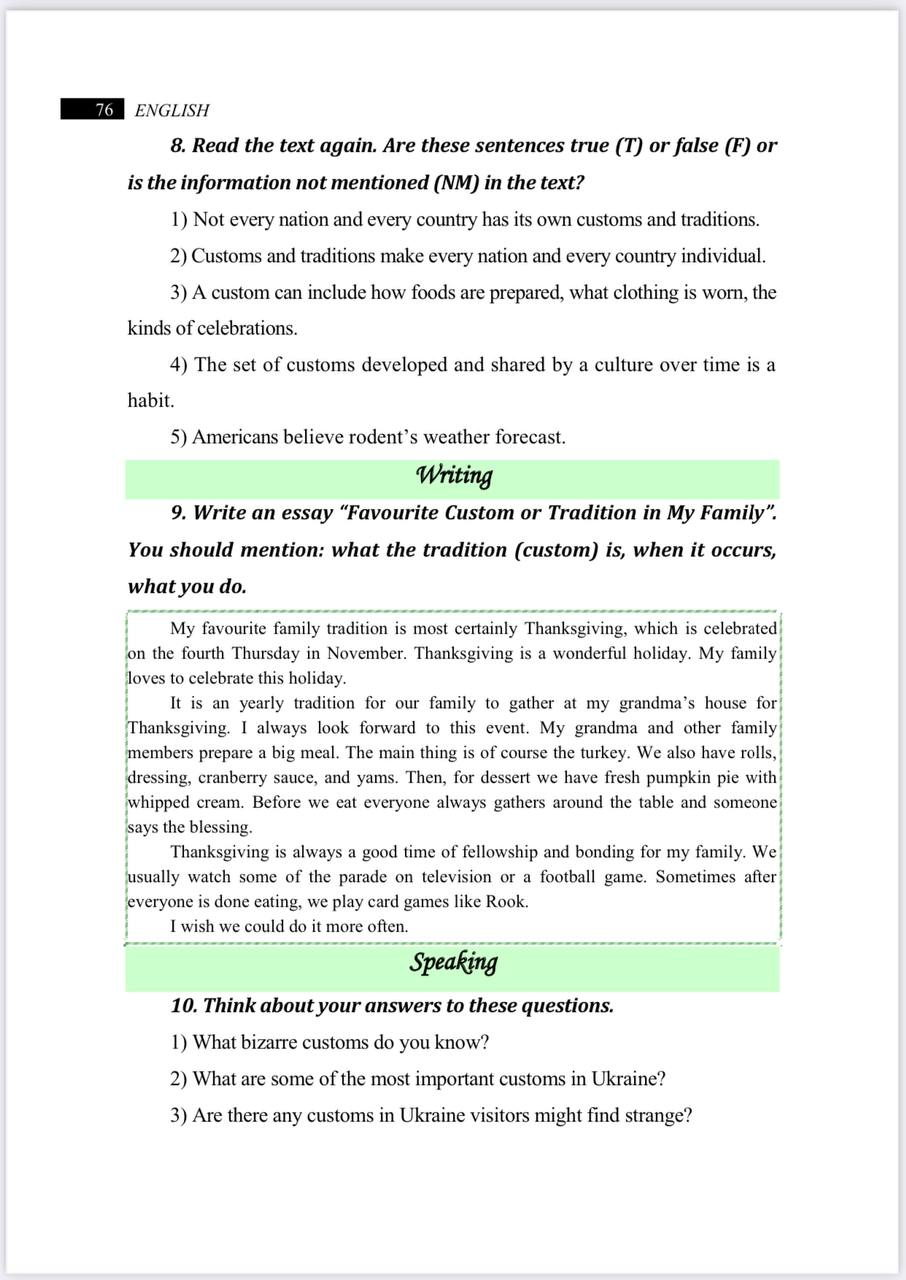 76 ENGLISH
8. Read the text again. Are these sentences true (T) or false (F) or
is the information not mentioned (NM) in the text?
1) Not every nation and every country has its own customs and traditions.
2) Customs and traditions make every nation and every country individual.
3) A custom can include how foods are prepared, what clothing is worn, the
kinds of celebrations.
4) The set of customs developed and shared by a culture over time is a
habit.
5) Americans believe rodent’s weather forecast.
Writing
9. Write an essay “Favourite Custom or Tradition in My Family”.
You should mention: what the tradition (custom) is, when it occurs,
what you do.
My favourite family tradition is most certainly Thanksgiving, which is celebrated
on the fourth Thursday in November. Thanksgiving is a wonderful holiday. My family
loves to celebrate this holiday.
It is an yearly tradition for our family to gather at my grandma’s house for
Thanksgiving. I always look forward to this event. My grandma and other family
members prepare a big meal. The main thing is of course the turkey. We also have rolls,
dressing, cranberry sauce, and yams. Then, for dessert we have fresh pumpkin pie with
whipped cream. Before we eat everyone always gathers around the table and someone
says the blessing.
Thanksgiving is always a good time of fellowship and bonding for my family. We
usually watch some of the parade on television or a football game. Sometimes after
everyone is done eating, we play card games like Rook.
I wish we could do it more often.
Speaking
10. Think about your answers to these questions.
1) What bizarre customs do you know?
2) What are some of the most important customs in Ukraine?
3) Are there any customs in Ukraine visitors might find strange?